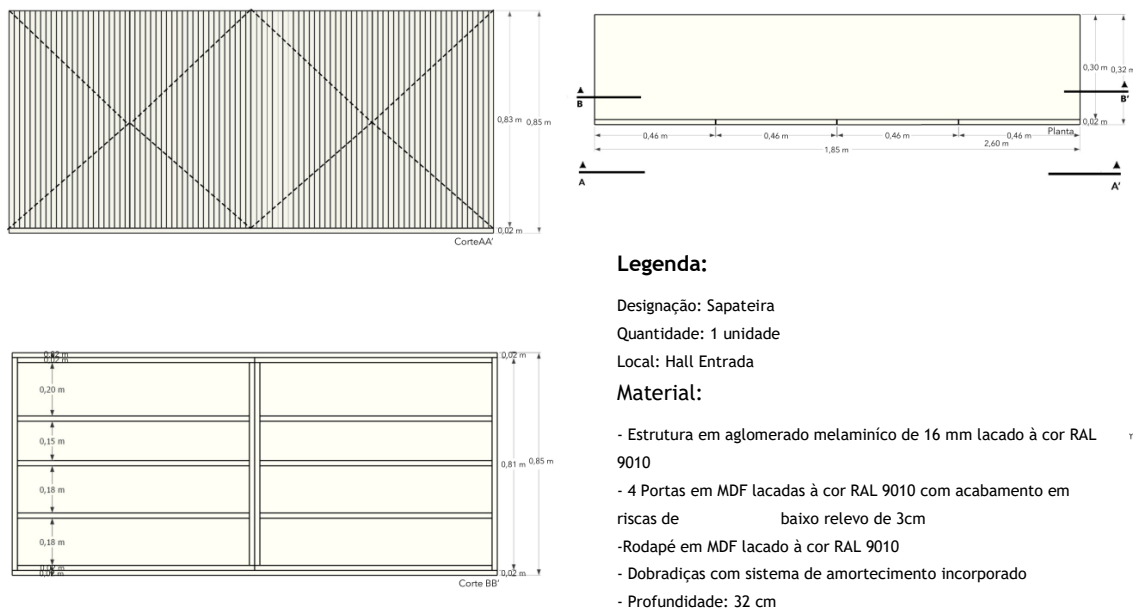 0,83 m
0,85 m
0,02 m
CorteAA'
0,30 m
0,32 m
B
B'
0,02 m
0,46 m
0,46 m
0,46 m
0,46 m
Planta
1,85 m
2,60 m
A
A'
Legenda:
Designação: Sapateira
Quantidade: 1 unidade
Local: Hall Entrada
Material:
- Estrutura em aglomerado melaminíco de 16 mm lacado à cor RAL
9010
- 4 Portas em MDF lacadas à cor RAL 9010 com acabamento em
riscas de baixo relevo de 3cm
-Rodapé em MDF lacado à cor RAL 9010
- Dobradiças com sistema de amortecimento incorporado
- Profundidade: 32 cm
0,02 m
0,02 m
0,02 m
0,20 m
0,15 m
0,81 m
0,85 m
0,18 m
0,18 m
0,02 m
Corte BB'